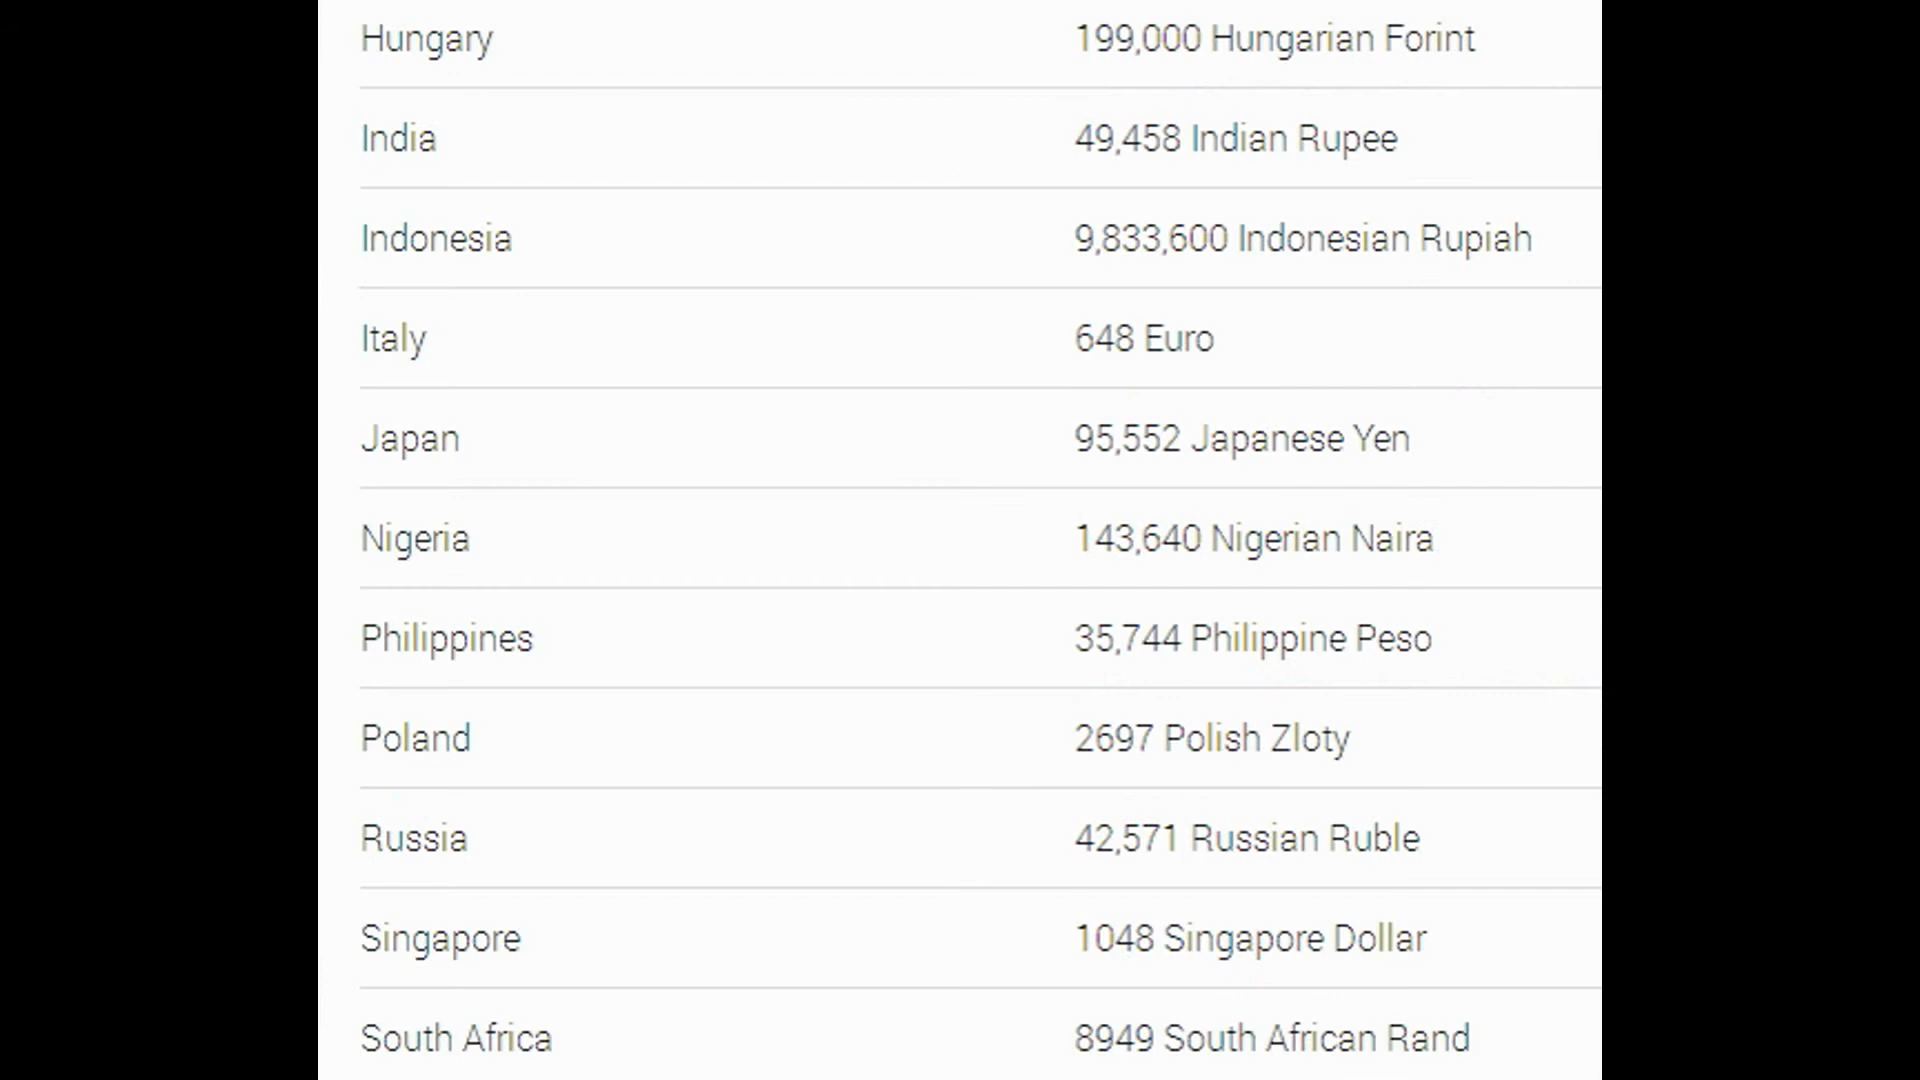 Hungary 199,000 Hungarian Forint
India 49,458 Indian Rupee
Indonesia 9,833,600 Indonesian Rupiah
Italy 648 Euro
Japan 95,552 Japanese Yen
Nigeria 143,640 Nigerian Naira
Philippines 35,744 Philippine Peso
Poland 2697 Polish Zloty
Russia 42,571 Russian Ruble
Singapore 1048 Singapore Dollar
South Africa 8949 South African Rand